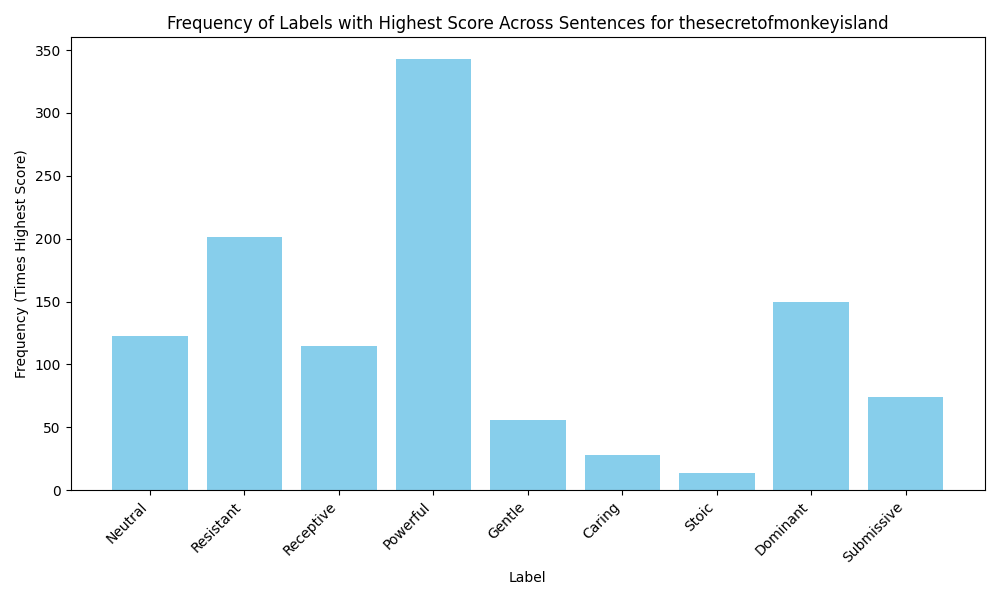 Frequency of Labels with Highest Score Across Sentences for thesecretofmonkeyisland
Frequency (Times Highest Score)
350
300
250
200
150
100
50
0
Neutral
Resistant
Receptive
Powerful
Gentle
Caring
Stoic
Dominant
Submissive
Label